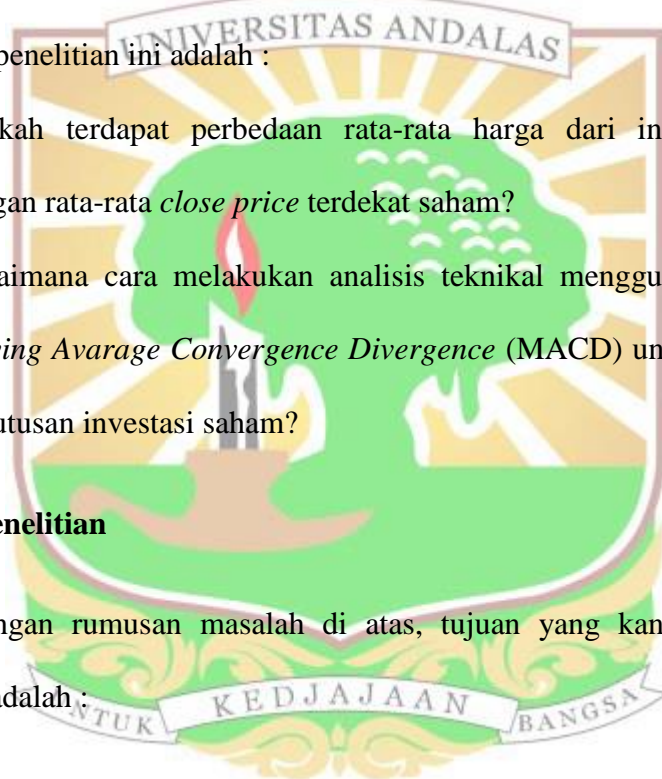 UNIVERSITAS ANDALAS
penelitian ini adalah :
kah terdapat perbedaan rata-rata harga dari in
gan rata-rata close price terdekat saham?
aimana cara melakukan analisis teknikal menggu
ing Avarage Convergence Divergence (MACD) un
utusan investasi saham?
enelitian
ngan rumusan masalah di atas, tujuan yang kan
adalah :
NTUK KEDJAJAAN BANGSA